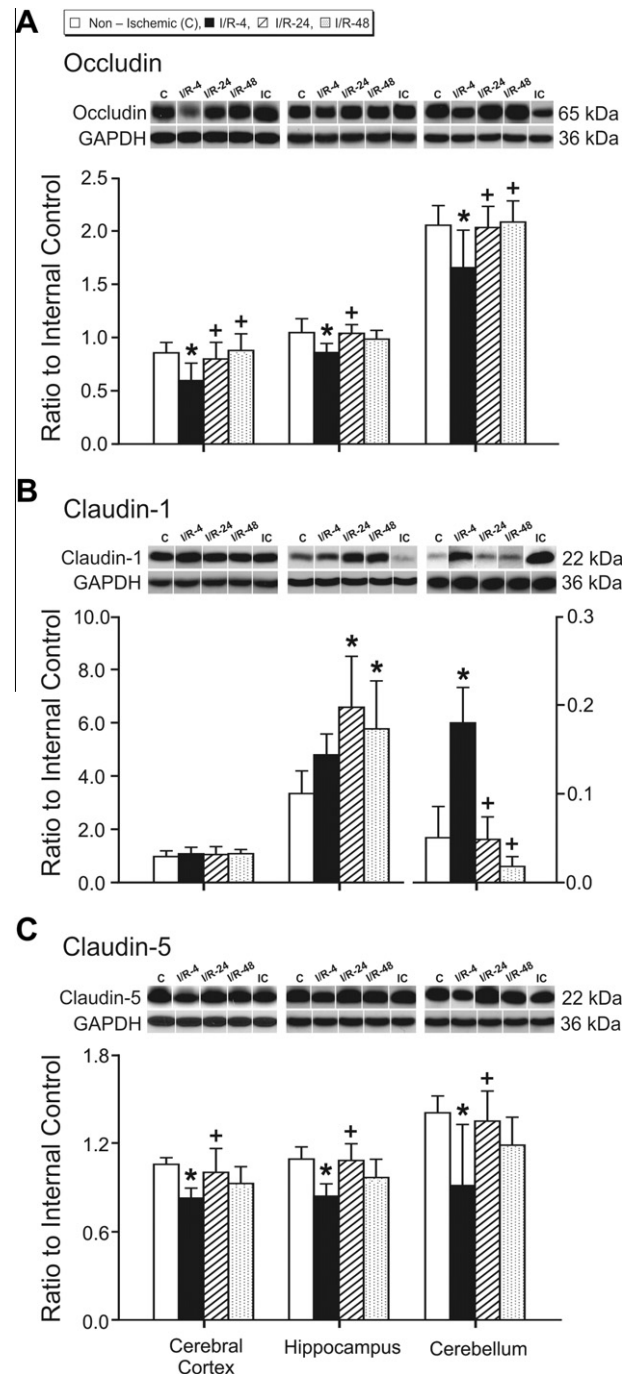 A
Non – Ischemic (C), I/R-4, I/R-24, I/R-48
Occludin
C I/R-4 I/R-24 I/R-48 IC C I/R-4 I/R-24 I/R-48 IC C I/R-4 I/R-24 I/R-48 IC
Occludin 65 kDa
GAPDH 36 kDa
Ratio to Internal Control
2.5
2.0
1.5
1.0
0.5
0.0
* + + * + * + +
B
Claudin-1
C I/R-4 I/R-24 I/R-48 IC C I/R-4 I/R-24 I/R-48 IC C I/R-4 I/R-24 I/R-48 IC
Claudin-1 22 kDa
GAPDH 36 kDa
Ratio to Internal Control
10.0
8.0
6.0
4.0
2.0
0.0
* * * + +
0.3
0.2
0.1
0.0
C
Claudin-5
C I/R-4 I/R-24 I/R-48 IC C I/R-4 I/R-24 I/R-48 IC C I/R-4 I/R-24 I/R-48 IC
Claudin-5 22 kDa
GAPDH 36 kDa
Ratio to Internal Control
1.8
1.2
0.6
0.0
* + * + * +
Cerebral
Cortex
Hippocampus
Cerebellum